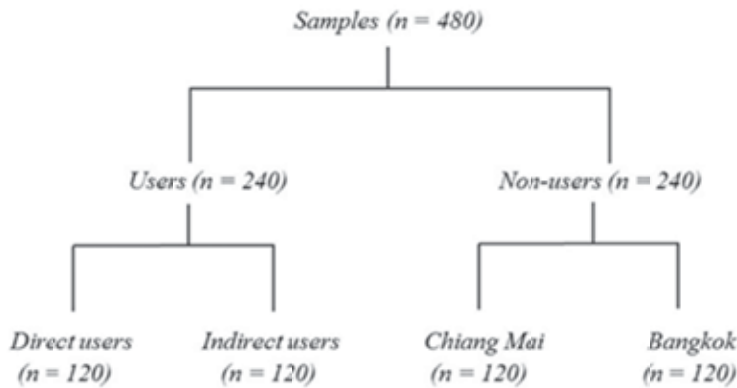 Samples (n = 480)
Users (n = 240)
Non-users (n = 240)
Direct users
(n = 120)
Indirect users
(n = 120)
Chiang Mai
(n = 120)
Bangkok
(n = 120)